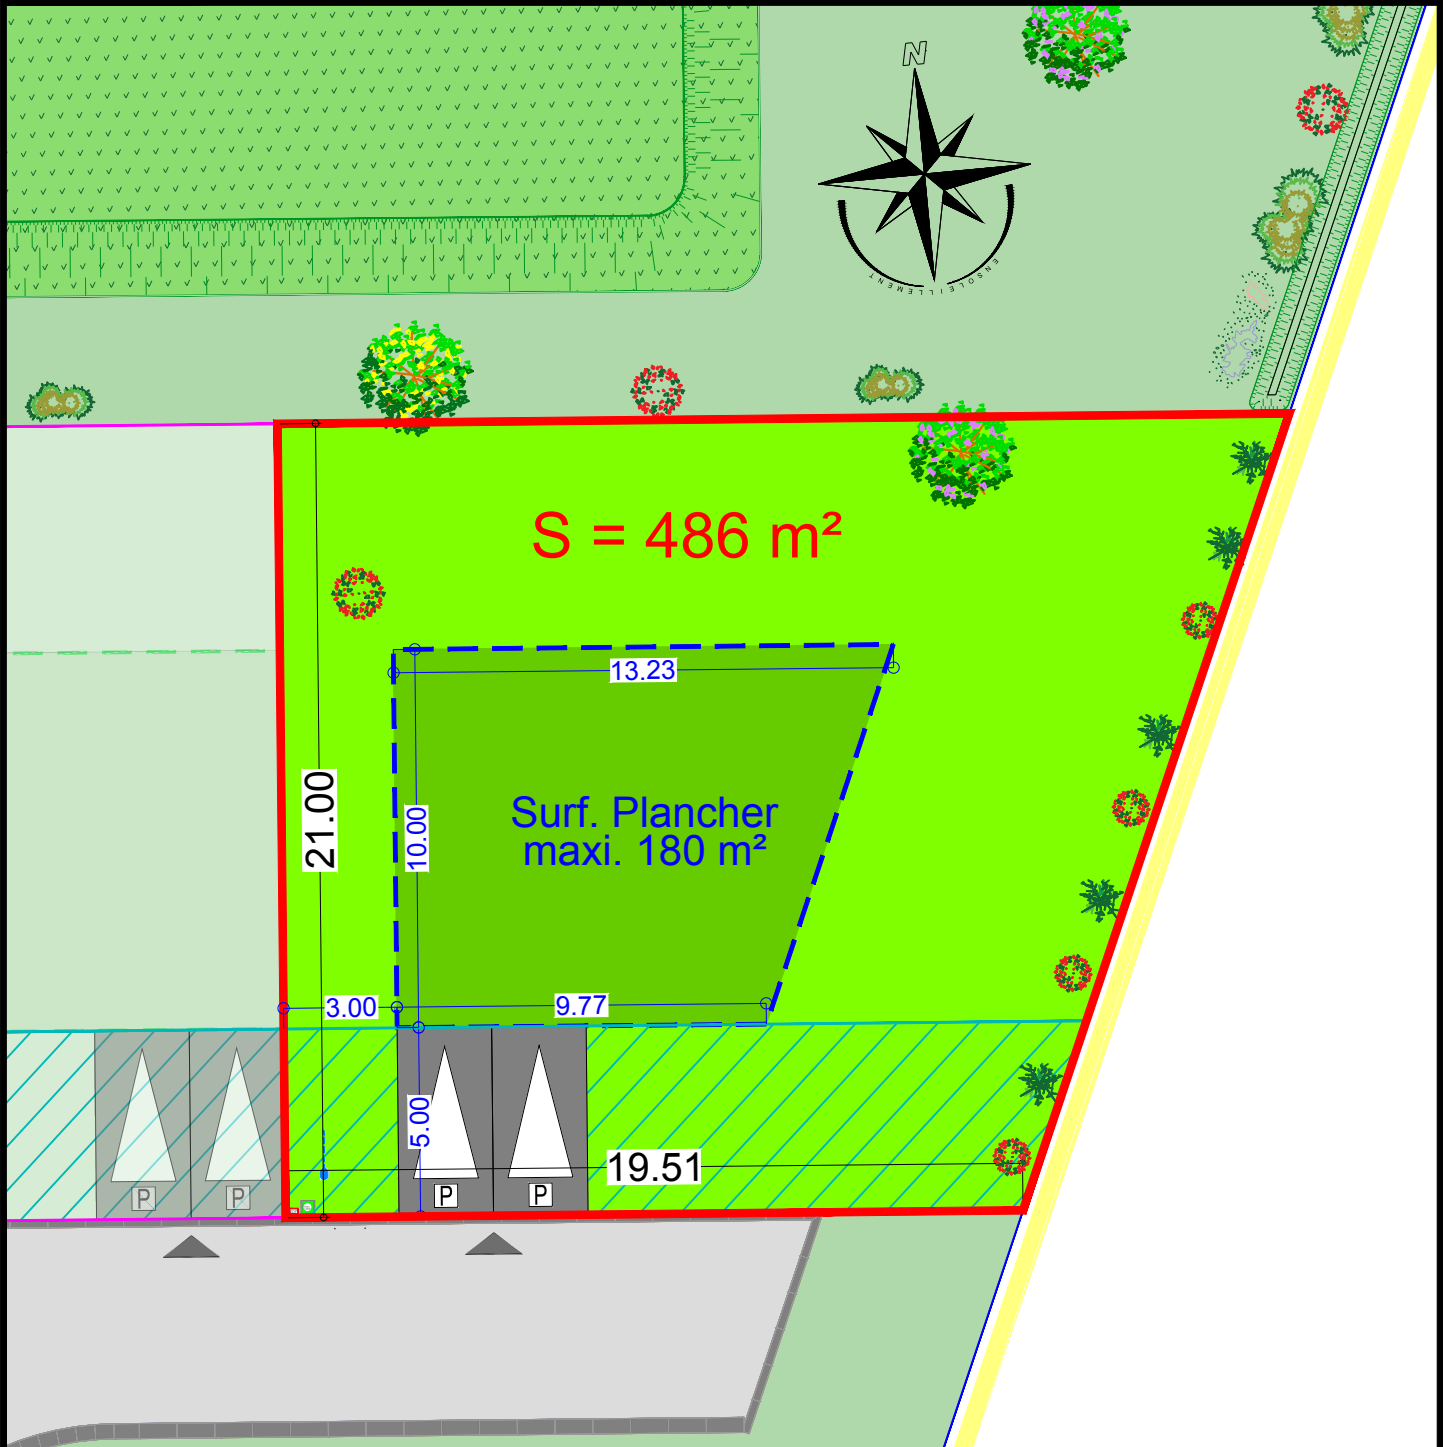 N
ENSOLEILLEMENT
S = 486 m²
13.23
21.00
10.00
Surf. Plancher
maxi. 180 m²
3.00
9.77
5.00
19.51
P
P
P
P